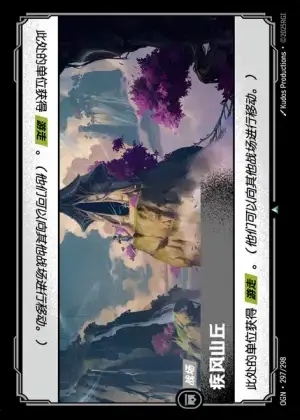 此处的单位获得 游走 。（他们可以向其他战场进行移动。）
战场
疾风山丘
此处的单位获得 游走 。（他们可以向其他战场进行移动。）
OGN • 297/298
Kudos Productions • ©2025RGI